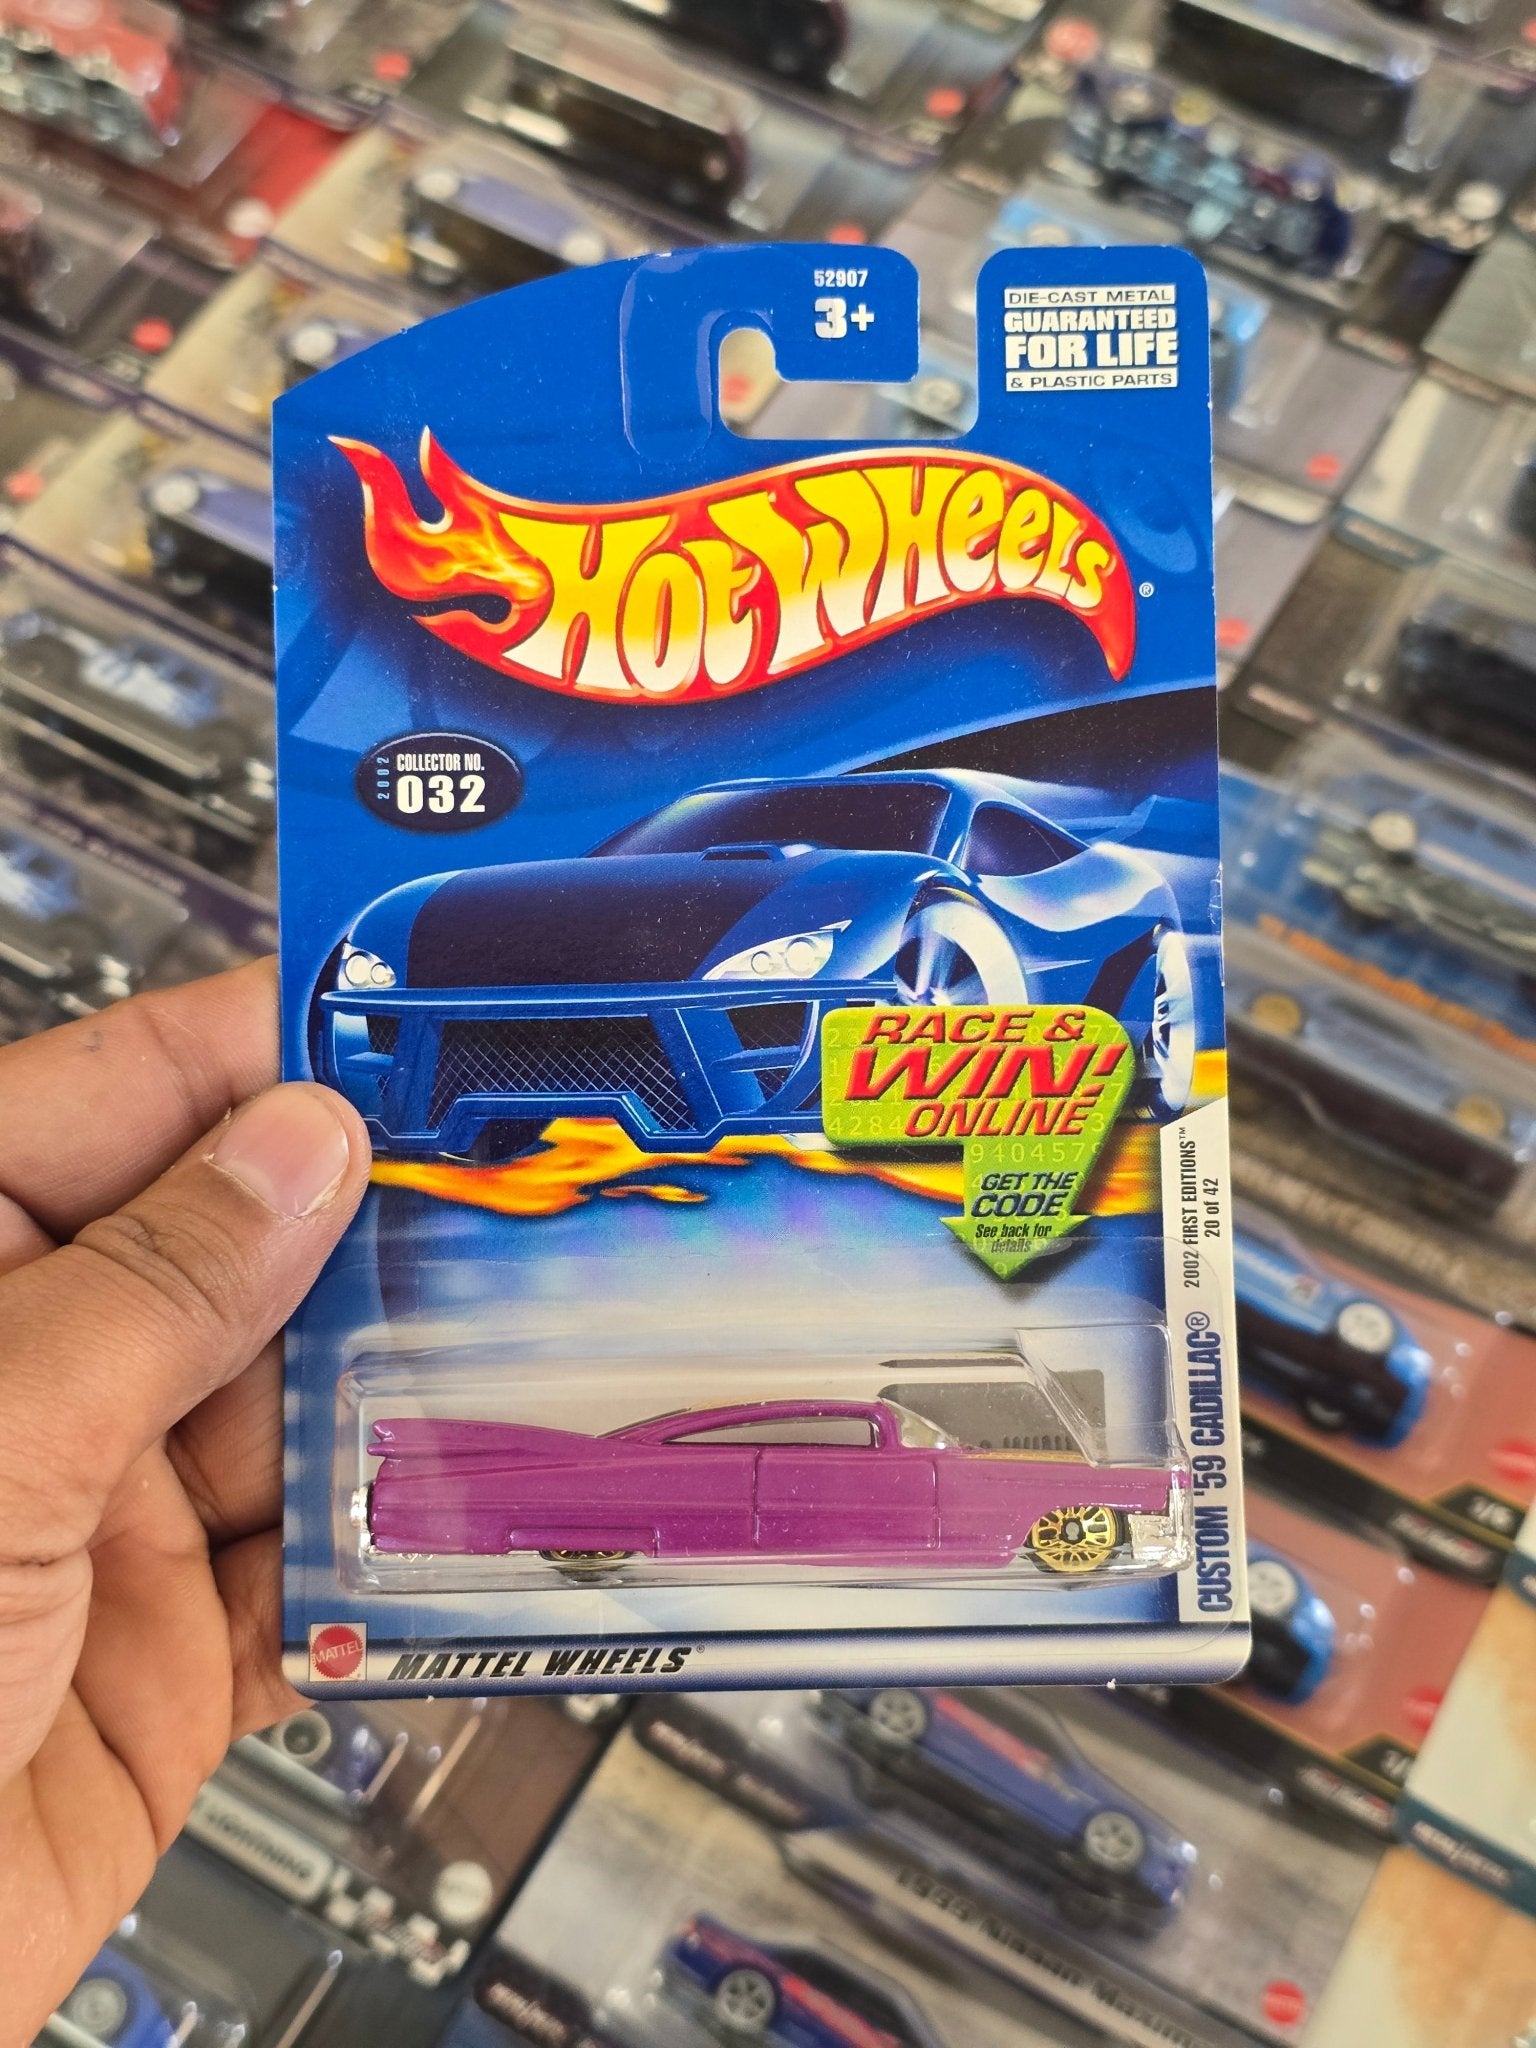 52907
3+
DIE-CAST METAL
GUARANTEED
FOR LIFE
& PLASTIC PARTS
HOT WHEELS®
2002
COLLECTOR NO.
032
RACE &
WIN!
ONLINE
GET THE
CODE
See back for
details
2002 FIRST EDITIONS™
20 of 42
CUSTOM '59 CADILLAC®
MATTEL
MATTEL WHEELS®